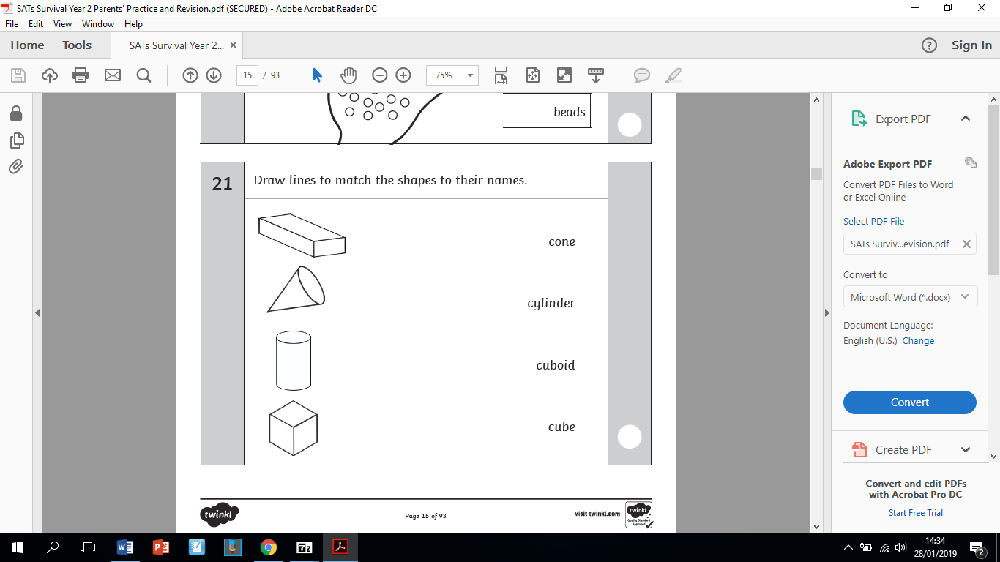 SATs Survival Year 2 Parents' Practice and Revision.pdf (SECURED) - Adobe Acrobat Reader DC
File Edit View Window Help
Home Tools SATs Survival Year 2... × Sign In
15 / 93 75%
beads
21 Draw lines to match the shapes to their names.
cone
cylinder
cuboid
cube
twinkl Page 15 of 93 visit twinkl.com twinkl
Quality Standard
Approved
Export PDF
Adobe Export PDF
Convert PDF Files to Word
or Excel Online
Select PDF File
SATs Surviv...evision.pdf
Convert to
Microsoft Word (*.docx)
Document Language:
English (U.S.) Change
Convert
Create PDF
Convert and edit PDFs
with Acrobat Pro DC
Start Free Trial
14:34
28/01/2019
2